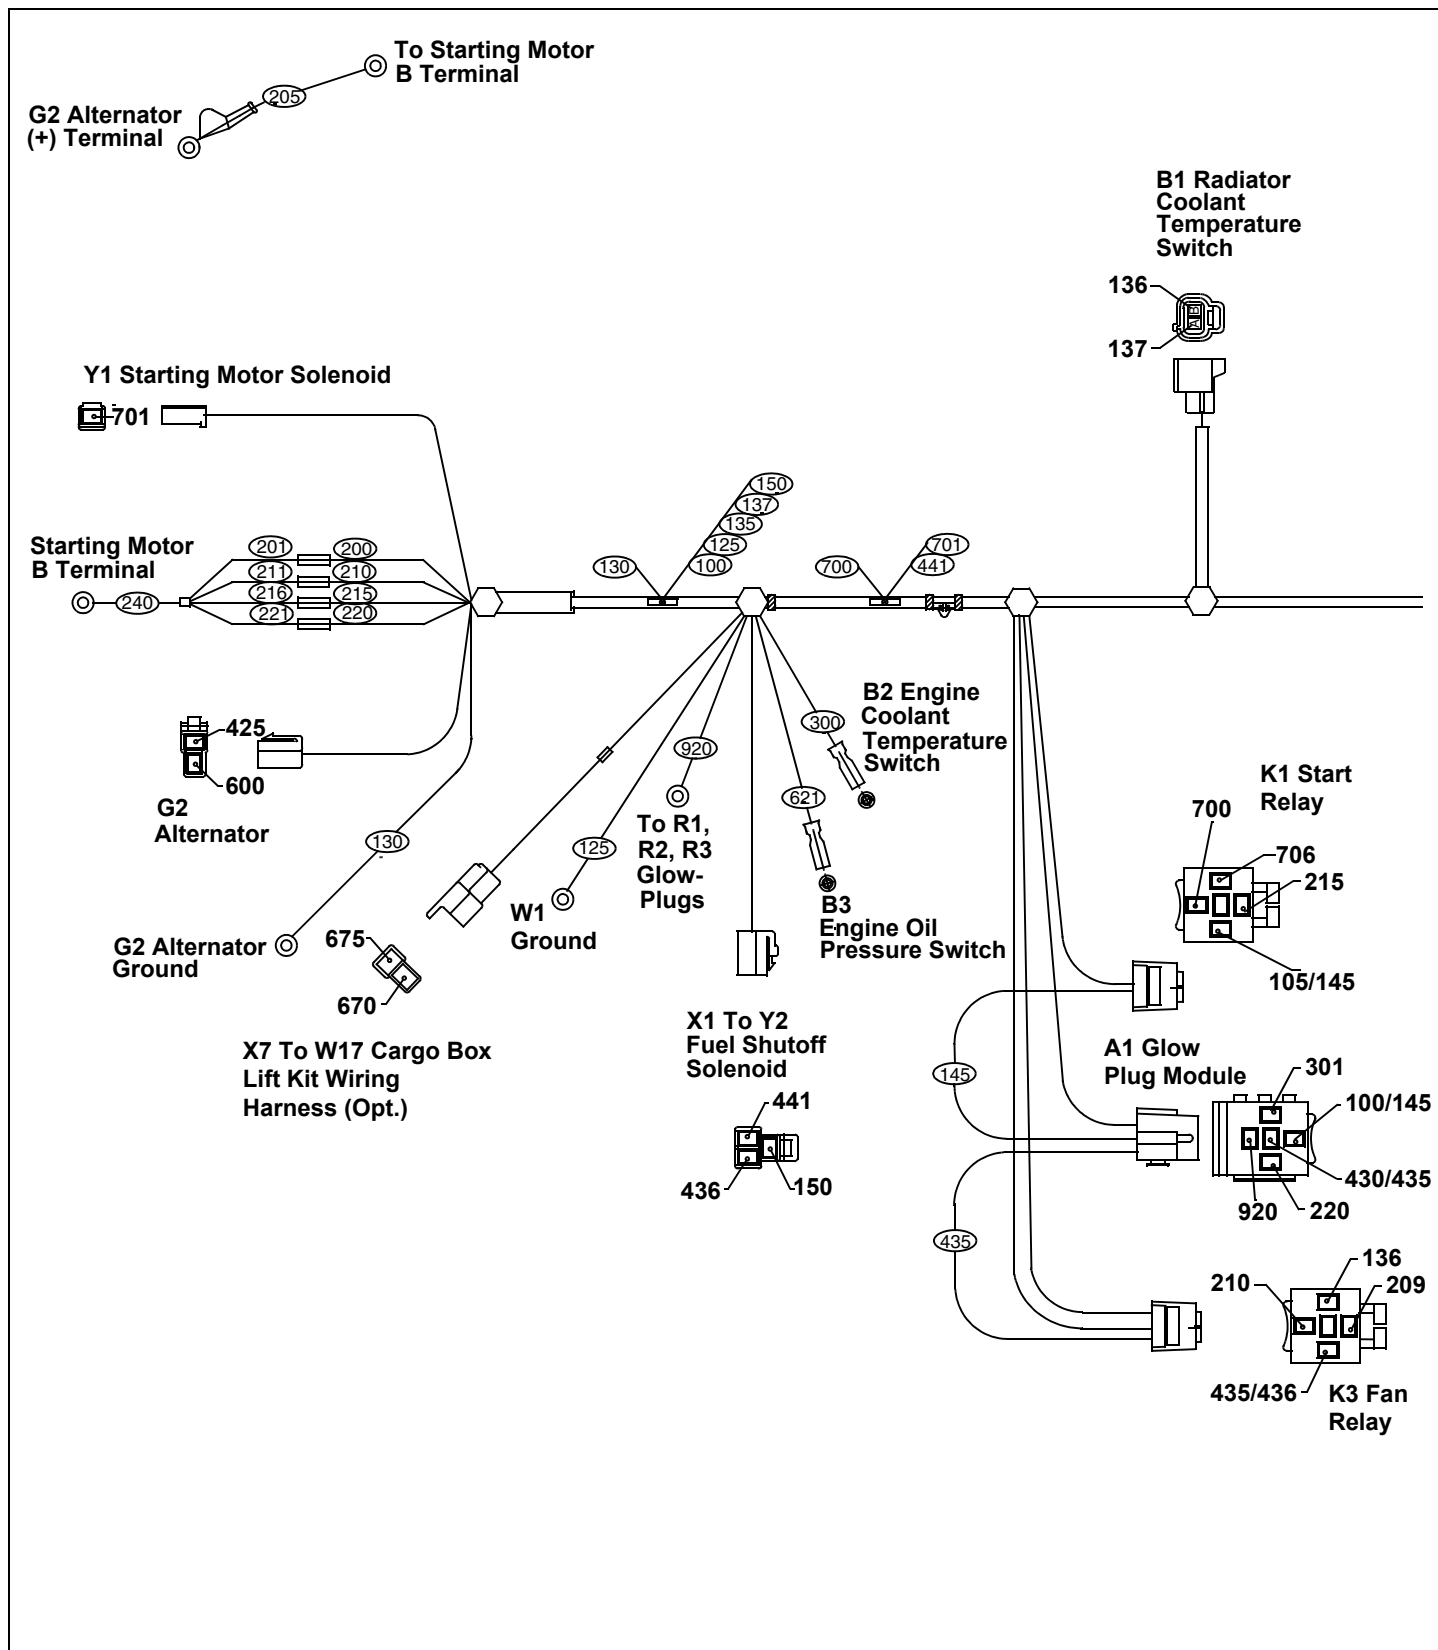 To Starting Motor
B Terminal
205
G2 Alternator
(+) Terminal
B1 Radiator
Coolant
Temperature
Switch
136
A B
137
Y1 Starting Motor Solenoid
701
150
137
135
125
100
130
701
441
700
Starting Motor
B Terminal
201
200
211
210
216
215
221
220
240
425
600
G2
Alternator
130
G2 Alternator
Ground
675
670
X7 To W17 Cargo Box
Lift Kit Wiring
Harness (Opt.)
125
W1
Ground
920
To R1,
R2, R3
Glow-
Plugs
300
B2 Engine
Coolant
Temperature
Switch
621
B3
Engine Oil
Pressure Switch
X1 To Y2
Fuel Shutoff
Solenoid
441
436
150
K1 Start
Relay
700
706
215
105/145
145
A1 Glow
Plug Module
301
100/145
430/435
920
220
435
136
210
209
435/436
K3 Fan
Relay